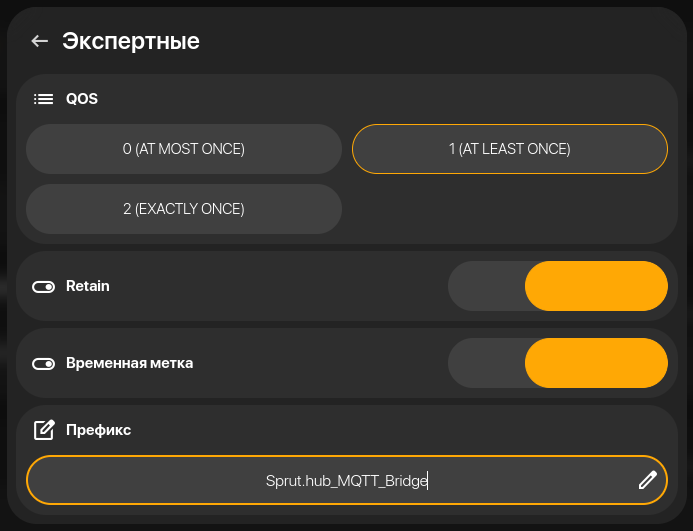 Экспертные
QOS
0 (AT MOST ONCE)
1 (AT LEAST ONCE)
2 (EXACTLY ONCE)
Retain
Временная метка
Префикс
Sprut.hub_MQTT_Bridge